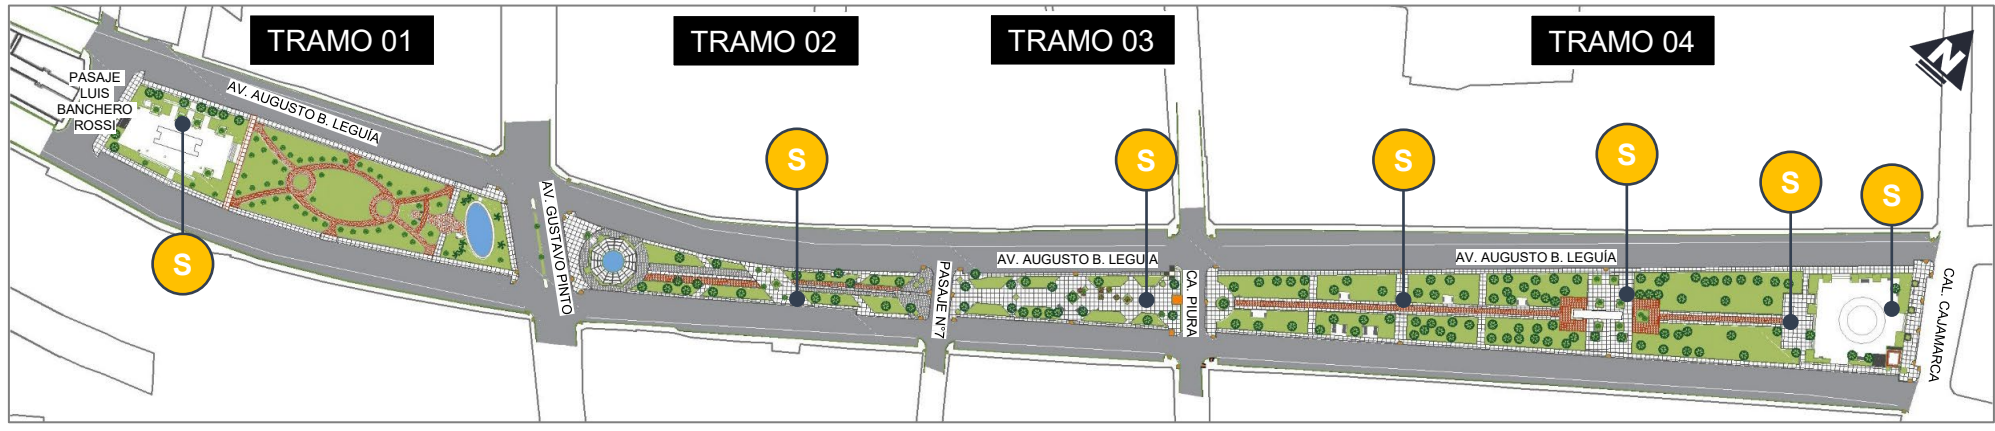 TRAMO 01
TRAMO 02
TRAMO 03
TRAMO 04
N
PASAJE
LUIS
BANCHERO
ROSSI
AV. AUGUSTO B. LEGUÍA
S
AV. GUSTAVO PINTO
S
PASAJE N°7
AV. AUGUSTO B. LEGUIA
S
CA. PIURA
S
AV. AUGUSTO B. LEGUÍA
S
S
S
CAL. CAJAMARCA